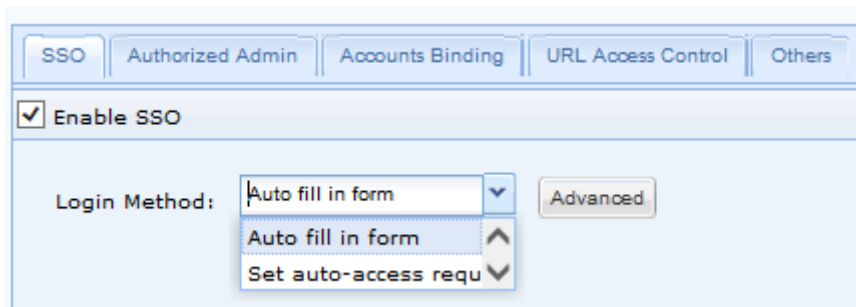 SSO Authorized Admin Accounts Binding URL Access Control Others
Enable SSO
Login Method: Auto fill in form Advanced
Auto fill in form
Set auto-access requ